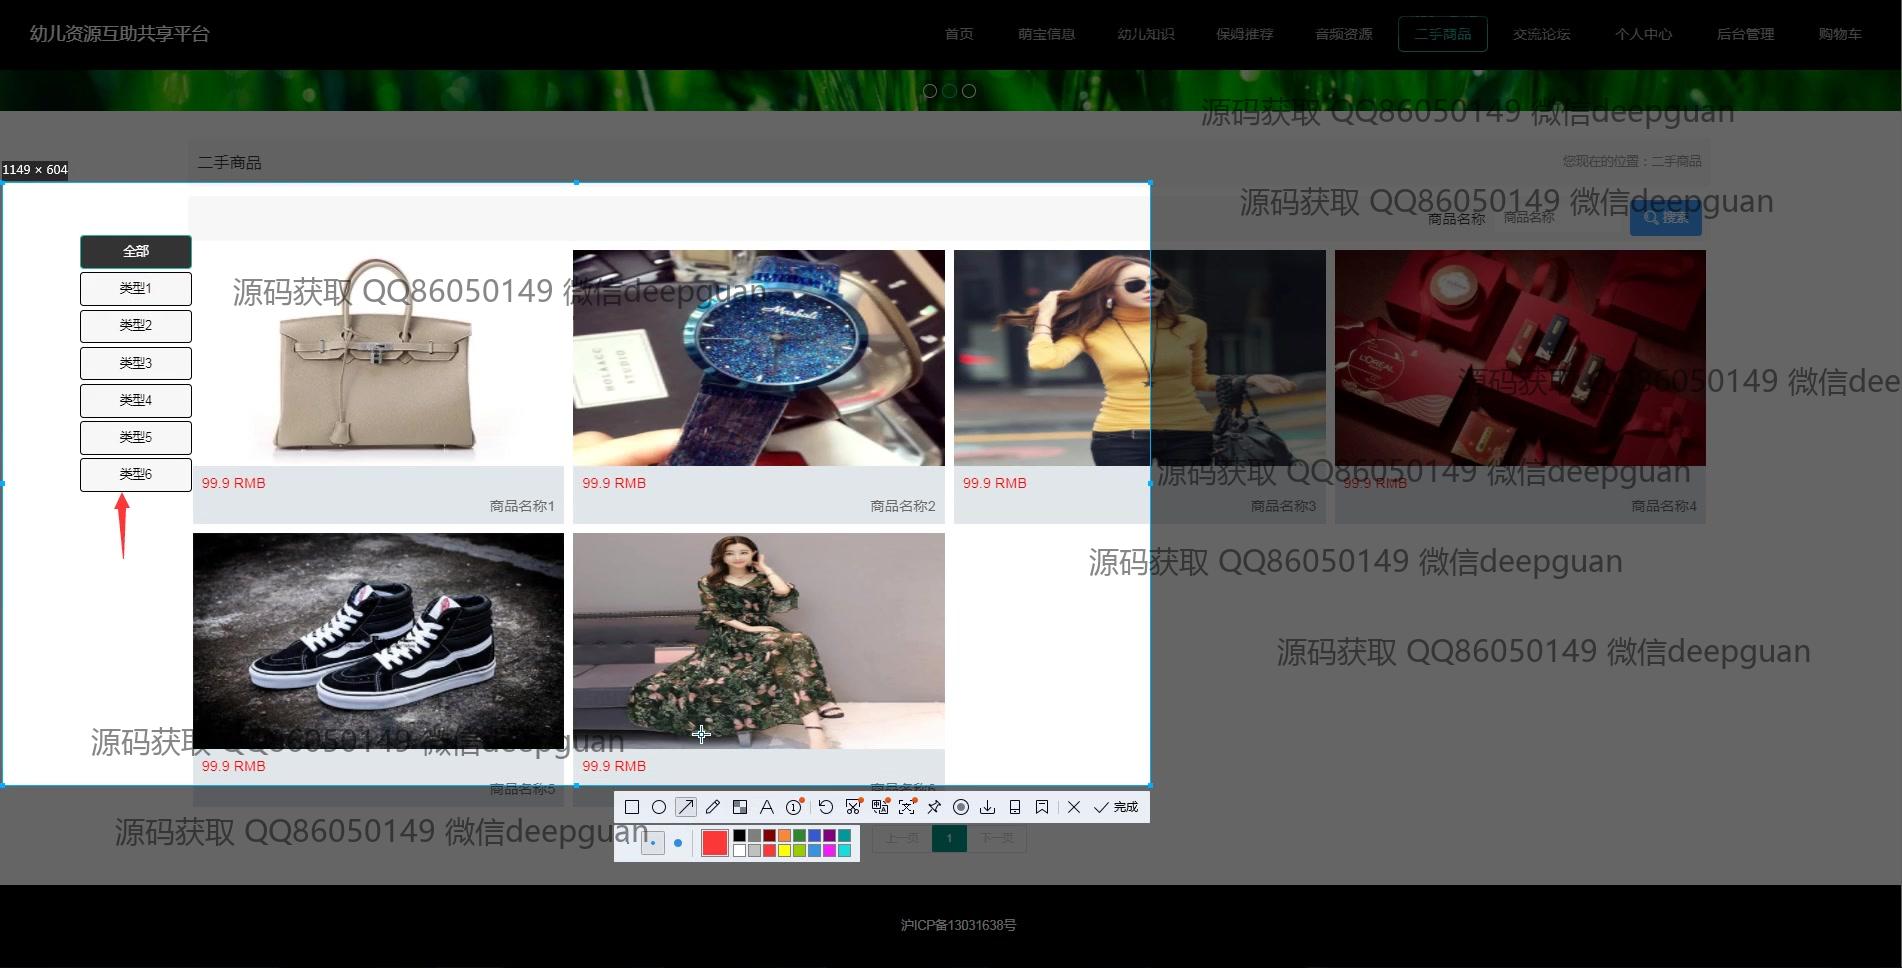 幼儿资源互助共享平台
首页 萌宝信息 幼儿知识 保姆推荐 音频资源 二手商品 交流论坛 个人中心 后台管理 购物车
源码获取 QQ86050149 微信deepguan
二手商品
您现在的位置：二手商品
1149 × 604
源码获取 QQ86050149 微信deepguan
商品名称 商品名称 搜索
全部
类型1
类型2
类型3
类型4
类型5
类型6
源码获取 QQ86050149 微信deepguan
源码获取 QQ86050149 微信dee
源码获取 QQ86050149 微信deepguan
99.9 RMB
商品名称1
99.9 RMB
商品名称2
99.9 RMB
商品名称3
99.9 RMB
商品名称4
源码获取 QQ86050149 微信deepguan
源码获取 QQ86050149 微信deepguan
源码获取 QQ86050149 微信deepguan
99.9 RMB
商品名称5
99.9 RMB
商品名称6
完成
源码获取 QQ86050149 微信deepguan
上一页 1 下一页
沪ICP备13031638号